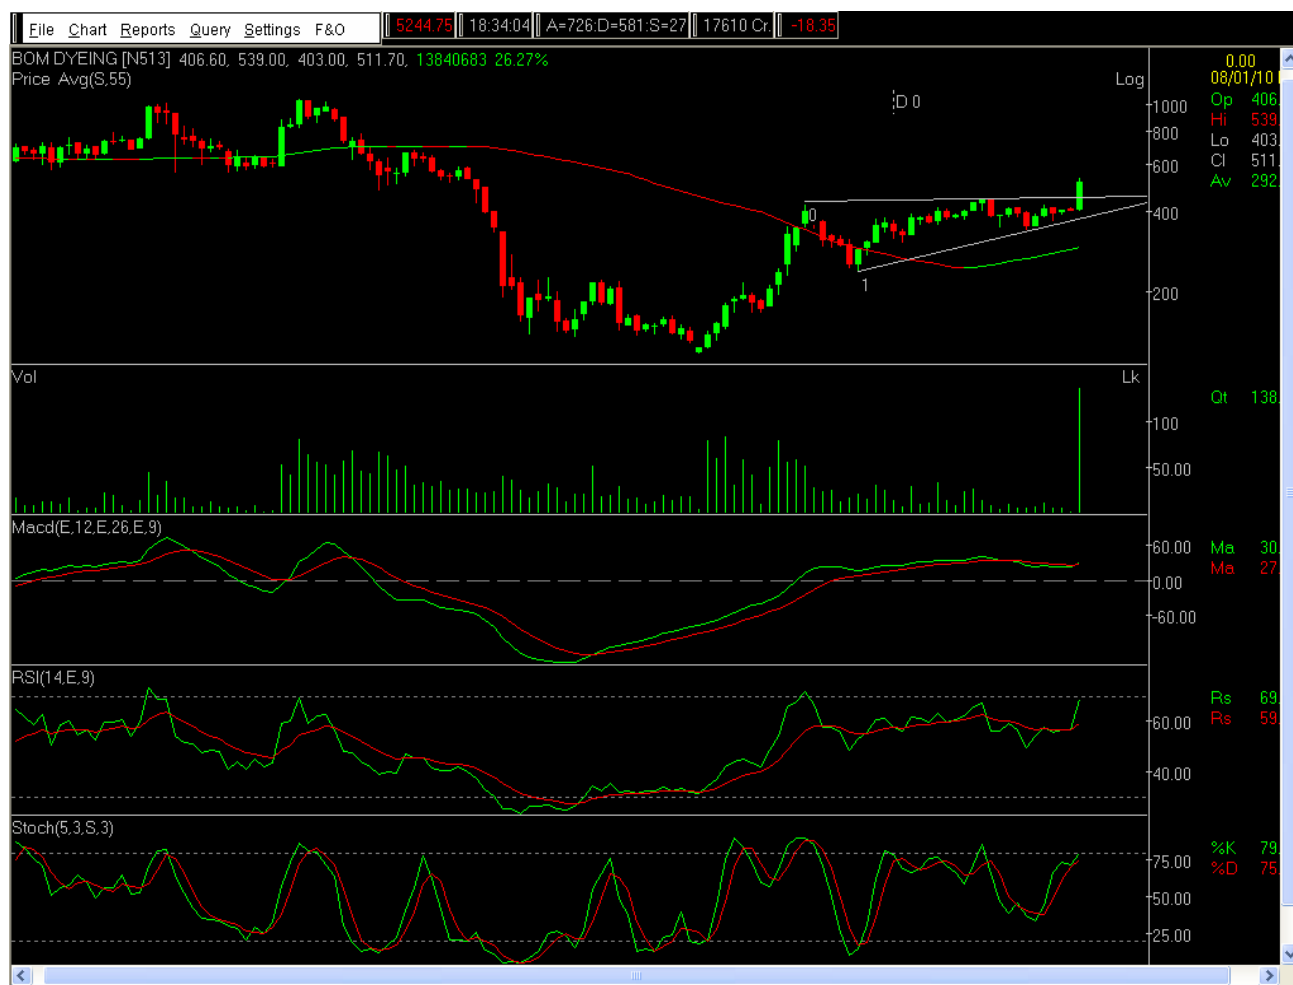 File Chart Reports Query Settings F&O 5244.75 18:34:04 A=726:D=581:S=27 17610 Cr. -18.35
BOM DYEING [N513] 406.60, 539.00, 403.00, 511.70, 13840683 26.27%
0.00
Price Avg(S,55) Log 08/01/10
D 0
Op 406.
1000
Hi 539.
800
Lo 403.
600
Cl 511.
Av 292.
0
400
1
200
Vol Lk
Qt 138.
100
50.00
Macd(E,12,E,26,E,9)
60.00 Ma 30.
0.00 Ma 27.
-60.00
RSI(14,E,9)
Rs 69.
60.00 Rs 59.
40.00
Stoch(5,3,S,3)
%K 79.
75.00 %D 75.
50.00
25.00